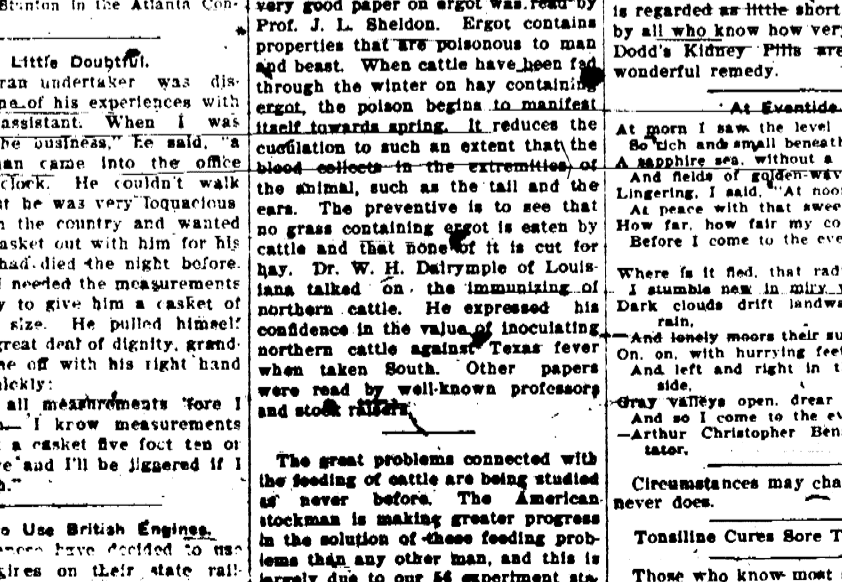 Stanton in the Atlanta Con-
Little Doubtful.
ran undertaker was dis-
ne of his experiences with
assistant. When I was
he business," he said, "a
an came into the office
clock. He couldn't walk
t he was very loquacious
n the country and wanted
asket out with him for his
had died the night before.
I needed the measurements
y to give him a casket of
size. He pulled himself
great deal of dignity, grand-
ne off with his right hand
ickly:
all measurements 'fore I
I know measurements
a casket five foot ten or
e and I'll be jiggered if I
o Use British Engines.
have decided to use
ires on their state rail-
very good paper on ergot was read by
Prof. J. L. Sheldon. Ergot contains
properties that are poisonous to man
and beast. When cattle have been fed
through the winter on hay containing
ergot, the poison begins to manifest
itself towards spring. It reduces the
circulation to such an extent that the
blood collects in the extremities of
the animal, such as the tail and the
ears. The preventive is to see that
no grass containing ergot is eaten by
cattle and that none of it is cut for
hay. Dr. W. H. Dalrymple of Louis-
iana talked on the immunizing of
northern cattle. He expressed his
confidence in the value of inoculating
northern cattle against Texas fever
when taken South. Other papers
were read by well-known professors
and stock raisers.
The great problems connected with
the feeding of cattle are being studied
as never before. The American
stockman is making greater progress
in the solution of these feeding prob-
lems than any other man, and this is
largely due to our 54 experiment sta-
is regarded as little short
by all who know how very
Dodd's Kidney Pills are
wonderful remedy.
At Eventide.
At morn I saw the level
So rich and small beneath
A sapphire sea, without a
And fields of golden-wav
Lingering, I said, "At noon
At peace with that swee
How far, how fair my co
Before I come to the eve
Where is it fled, that rad
I stumble new in miry
Dark clouds drift landwa
rain,
And lonely moors their su
On, on, with hurrying feet
And left and right in t
side,
Gray valleys open, drear
And so I come to the ev
—Arthur Christopher Ben
tator.
Circumstances may cha
never does.
Tonsiline Cures Sore T
Those who know most